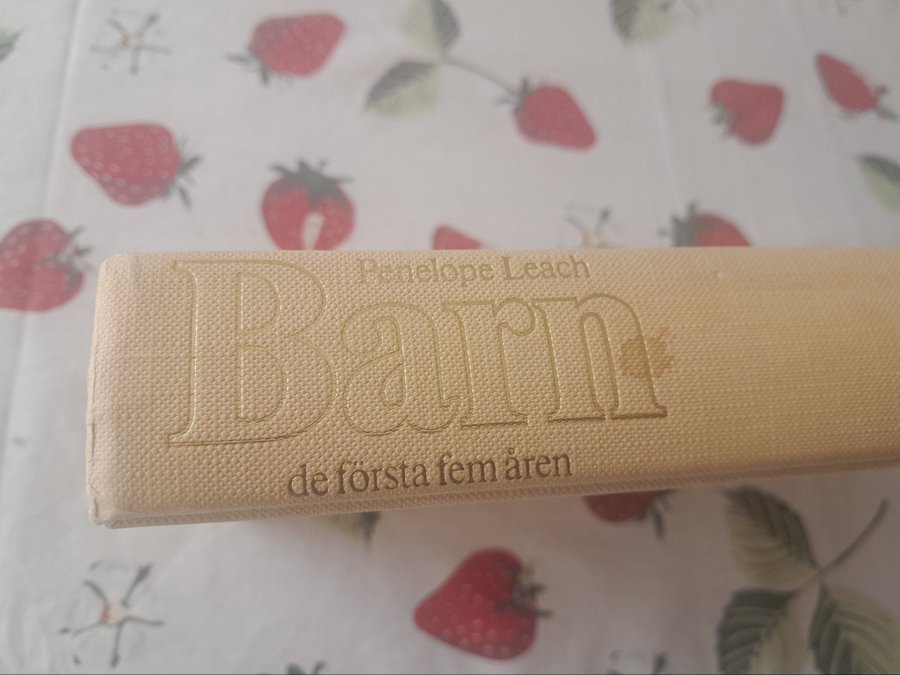 Penelope Leach
Barn
de första fem åren